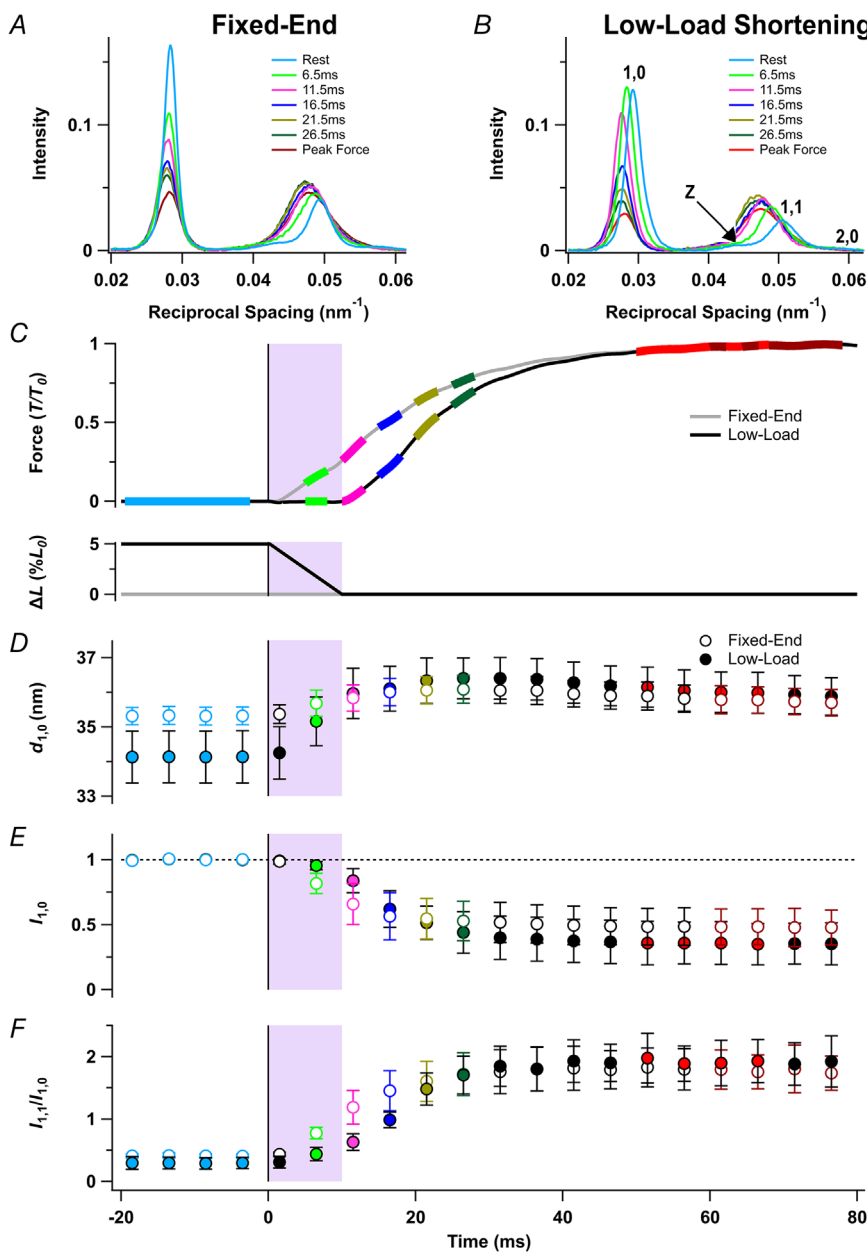 A Fixed-End
B Low-Load Shortening
Rest
6.5ms
11.5ms
16.5ms
21.5ms
26.5ms
Peak Force
Intensity
0.1
0
0.02 0.03 0.04 0.05 0.06
Reciprocal Spacing (nm⁻¹)
Rest
6.5ms
11.5ms
16.5ms
21.5ms
26.5ms
Peak Force
1,0
Z
1,1
2,0
Intensity
0.1
0
0.02 0.03 0.04 0.05 0.06
Reciprocal Spacing (nm⁻¹)
C
Force (T/T₀)
1
0.5
0
Fixed-End
Low-Load
ΔL (%L₀)
5
0
D
d₁,₀ (nm)
37
35
33
Fixed-End
Low-Load
E
I₁,₀
1
0.5
0
F
I₁,₁/I₁,₀
2
1
0
-20 0 20 40 60 80
Time (ms)